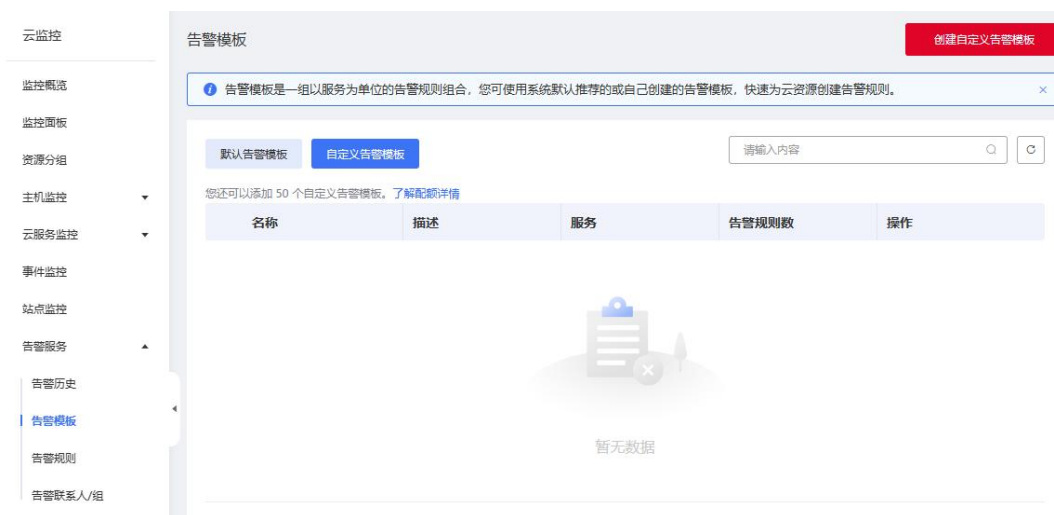 云监控
监控概览
监控面板
资源分组
主机监控
云服务监控
事件监控
站点监控
告警服务
告警历史
告警模板
告警规则
告警联系人/组
告警模板
创建自定义告警模板
告警模板是一组以服务为单位的告警规则组合，您可使用系统默认推荐的或自己创建的告警模板，快速为云资源创建告警规则。
默认告警模板 自定义告警模板 请输入内容
您还可以添加 50 个自定义告警模板。了解配额详情
名称 描述 服务 告警规则数 操作
暂无数据